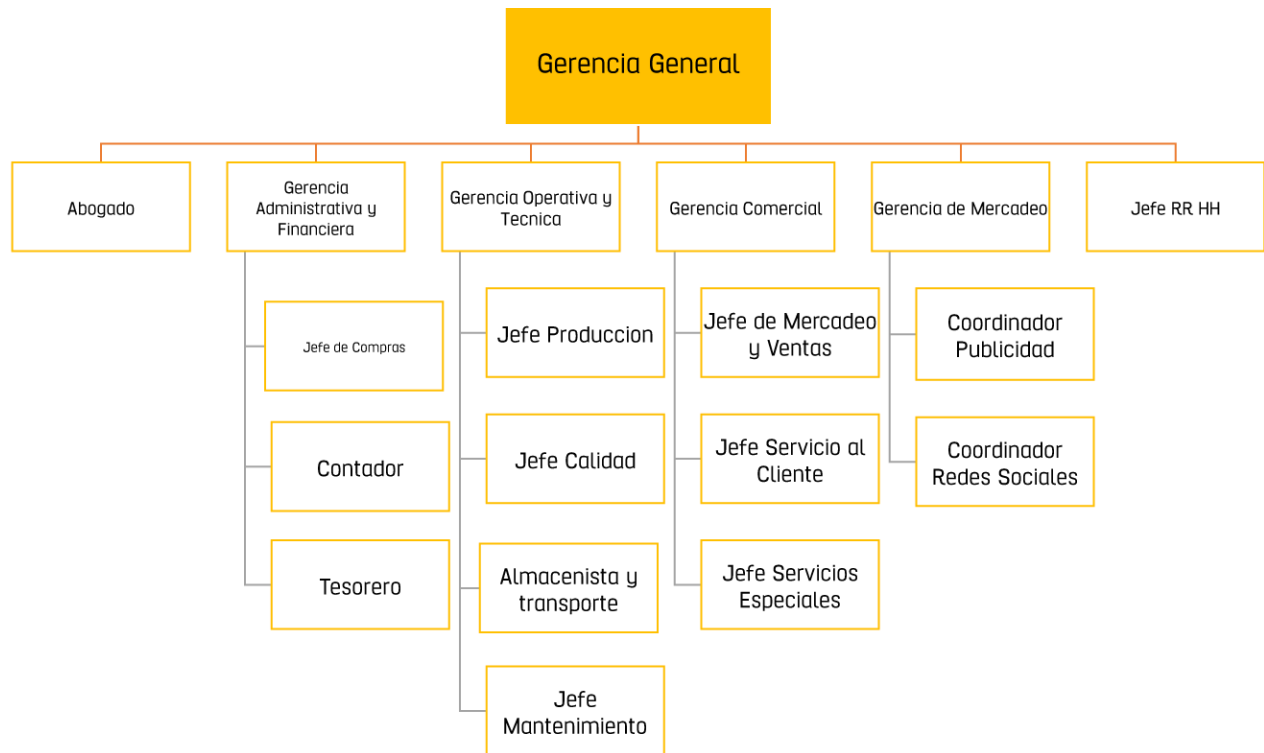 Gerencia General
Abogado
Gerencia
Administrativa y
Financiera
Gerencia Operativa y
Tecnica
Gerencia Comercial
Gerencia de Mercadeo
Jefe RR HH
Jefe de Compras
Contador
Tesorero
Jefe Produccion
Jefe Calidad
Almacenista y
transporte
Jefe
Mantenimiento
Jefe de Mercadeo
y Ventas
Jefe Servicio al
Cliente
Jefe Servicios
Especiales
Coordinador
Publicidad
Coordinador
Redes Sociales